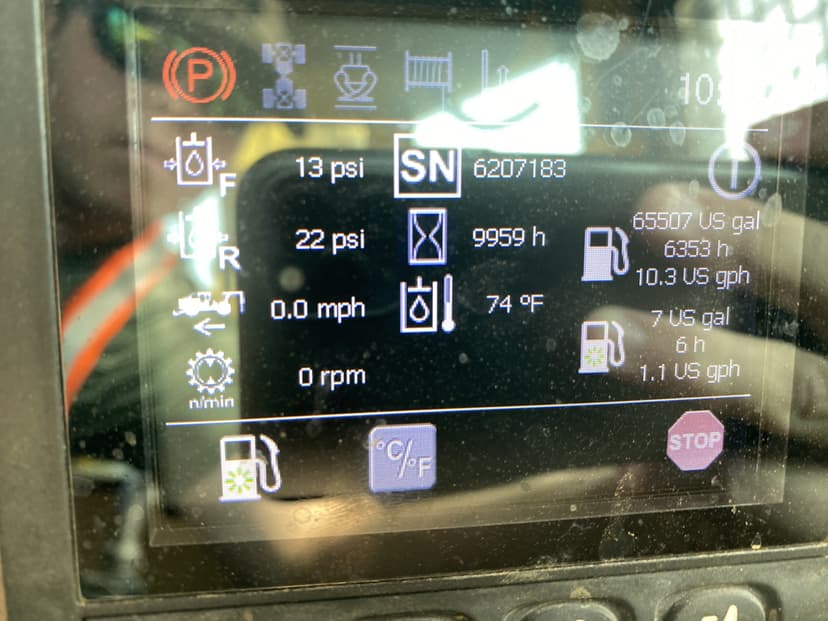 P
10:
F 13 psi SN 6207183
65507 US gal
R 22 psi 9959 h 6353 h
10.3 US gph
0.0 mph 74 °F 7 US gal
6 h
0 rpm 1.1 US gph
n/min
°C/°F STOP